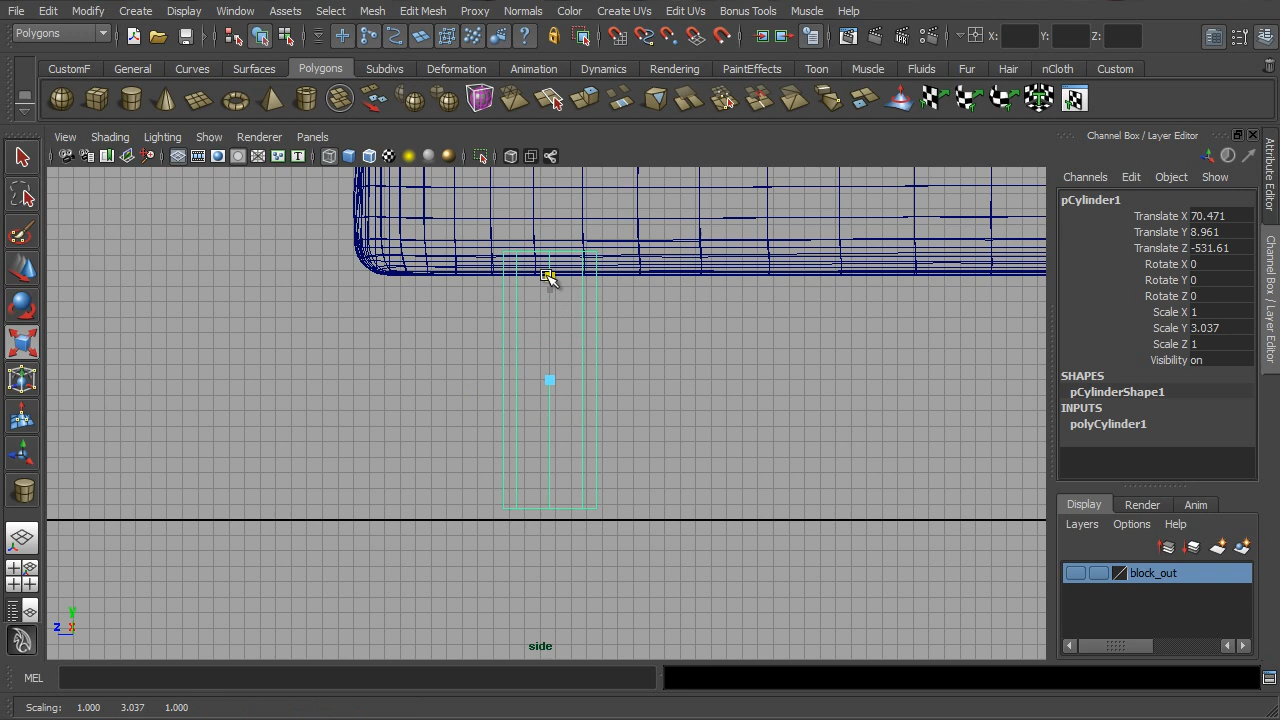 File Edit Modify Create Display Window Assets Select Mesh Edit Mesh Proxy Normals Color Create UVs Edit UVs Bonus Tools Muscle Help
Polygons X: Y: Z:
CustomF General Curves Surfaces Polygons Subdivs Deformation Animation Dynamics Rendering PaintEffects Toon Muscle Fluids Fur Hair nCloth Custom
View Shading Lighting Show Renderer Panels
Channel Box / Layer Editor
Channels Edit Object Show
pCylinder1
Translate X 70.471
Translate Y 8.961
Translate Z -531.61
Rotate X 0
Rotate Y 0
Rotate Z 0
Scale X 1
Scale Y 3.037
Scale Z 1
Visibility on
SHAPES
pCylinderShape1
INPUTS
polyCylinder1
Attribute Editor
Channel Box / Layer Editor
Display Render Anim
Layers Options Help
block_out
y
z x
side
MEL
Scaling: 1.000 3.037 1.000